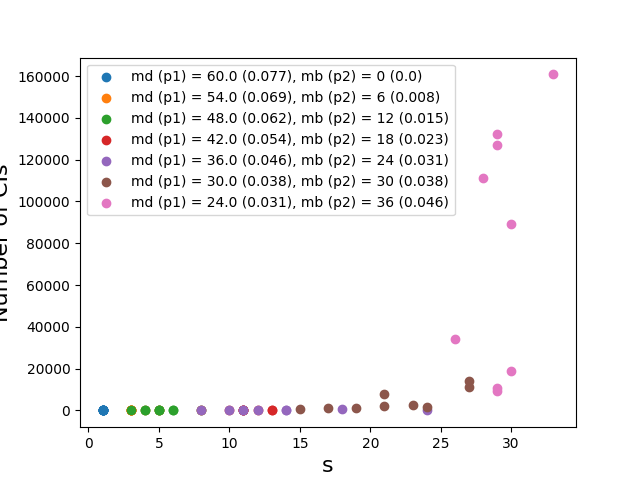 md (p1) = 60.0 (0.077), mb (p2) = 0 (0.0)
md (p1) = 54.0 (0.069), mb (p2) = 6 (0.008)
md (p1) = 48.0 (0.062), mb (p2) = 12 (0.015)
md (p1) = 42.0 (0.054), mb (p2) = 18 (0.023)
md (p1) = 36.0 (0.046), mb (p2) = 24 (0.031)
md (p1) = 30.0 (0.038), mb (p2) = 30 (0.038)
md (p1) = 24.0 (0.031), mb (p2) = 36 (0.046)
160000
140000
120000
100000
80000
60000
40000
20000
0
Number of CIs
0 5 10 15 20 25 30
s